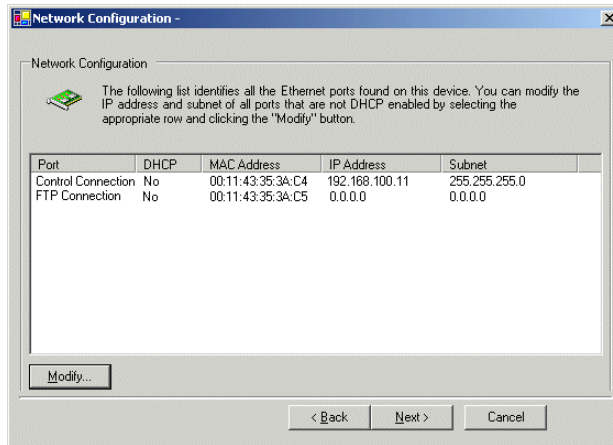 Network Configuration -
Network Configuration
The following list identifies all the Ethernet ports found on this device. You can modify the
IP address and subnet of all ports that are not DHCP enabled by selecting the
appropriate row and clicking the "Modify" button.
Port DHCP MAC Address IP Address Subnet
Control Connection No 00:11:43:35:3A:C4 192.168.100.11 255.255.255.0
FTP Connection No 00:11:43:35:3A:C5 0.0.0.0 0.0.0.0
Modify...
< Back Next > Cancel